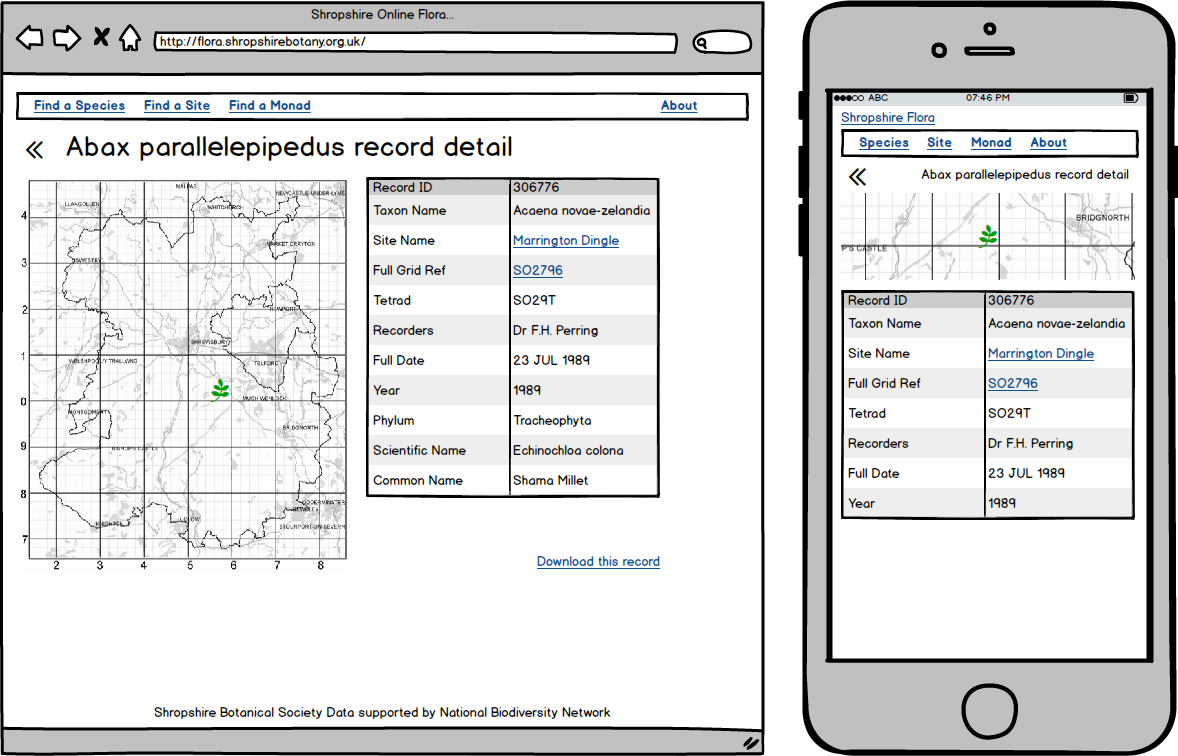 Shropshire Online Flora...
http://flora.shropshirebotany.org.uk/
Find a Species Find a Site Find a Monad About
Abax parallelepipedus record detail
MALPAS
NEWCASTLE-UNDER-LYME
LLANGOLLEN
WHITCHURCH
4
MARKET DRAYTON
OSWESTRY
3
2
NEWPORT
SHREWSBURY
1
WELSHPOOL/Y TRALLWNG
TELFORD
0
MUCH WENLOCK
MONTGOMERY
BRIDGNORTH
9
BISHOP'S CASTLE
8
KIDDERMINSTER
BEWDLEY
KNIGHTON
LUDLOW
STOURPORT-ON-SEVERN
7
2 3 4 5 6 7 8
Record ID 306776
Taxon Name Acaena novae-zelandia
Site Name Marrington Dingle
Full Grid Ref SO2796
Tetrad SO29T
Recorders Dr F.H. Perring
Full Date 23 JUL 1989
Year 1989
Phylum Tracheophyta
Scientific Name Echinochloa colona
Common Name Shama Millet
Download this record
Shropshire Botanical Society Data supported by National Biodiversity Network
ABC 07:46 PM
Shropshire Flora
Species Site Monad About
Abax parallelepipedus record detail
BRIDGNORTH
P'S CASTLE
Record ID 306776
Taxon Name Acaena novae-zelandia
Site Name Marrington Dingle
Full Grid Ref SO2796
Tetrad SO29T
Recorders Dr F.H. Perring
Full Date 23 JUL 1989
Year 1989